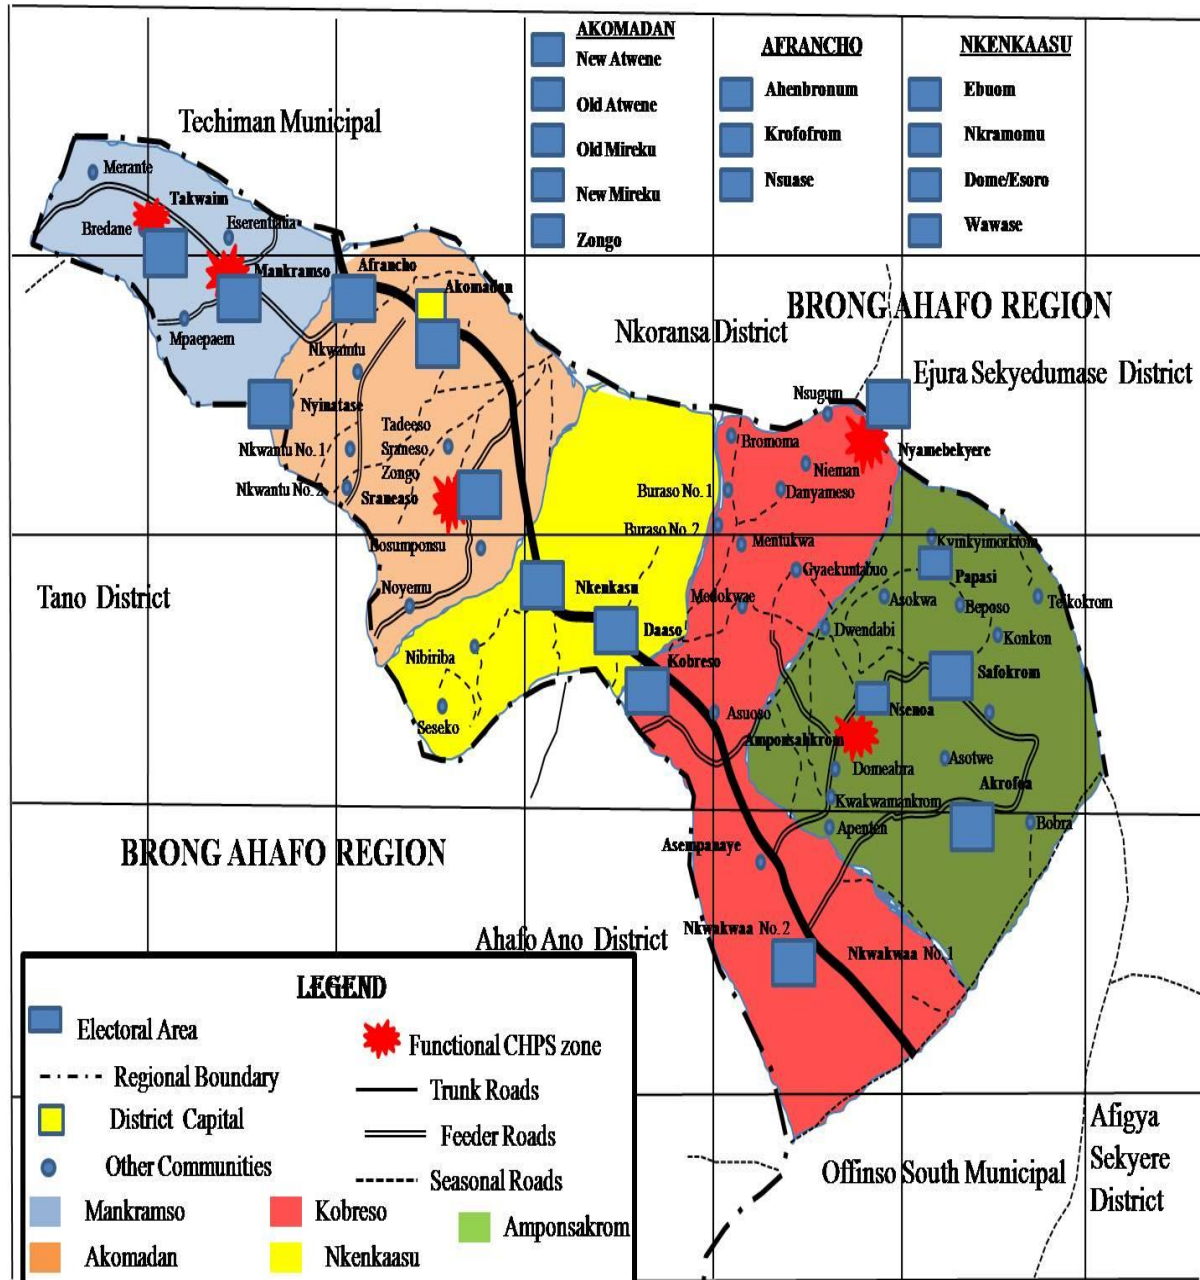 AKOMADAN
New Atwene
Old Atwene
Old Mireku
New Mireku
Zongo
AFRANCHO
Ahenbronum
Krofofrom
Nsuase
NKENKAASU
Ebuom
Nkramomu
Dome/Esoro
Wawase
Techiman Municipal
Merante
Takwaim
Bredane
Mankramso
Afrancho
Akomadan
Mpaepaem
Nkwantu
Nyinatase
BRONG AHAFO REGION
Nkoransa District
Ejura Sekyedumase District
Nsugum
Nyamebekyere
Bromoma
Nieman
Danyameso
Tadeeso
Sraneso
Zongo
Nkwantu No. 1
Nkwantu No. 2
Sraneaso
Bosumponsu
Noyemu
Buraso No. 1
Buraso No. 2
Mentukwa
Gyaekuntabuo
Medokwae
Kyinkyimorkrom
Papasi
Asokwa
Beposo
Teikokrom
Konkon
Dwendabi
Tano District
Nkenkasu
Daaso
Kobreso
Nibiriba
Seseko
Asuoso
Safokrom
Nsenoa
Amponsahkrom
Domeabra
Asotwe
Akrofoa
Kwakwamankrom
Apenten
Bobra
Asempanaye
BRONG AHAFO REGION
Ahafo Ano District
Nkwakwaa No. 2
Nkwakwaa No. 1
Offinso South Municipal
Afigya
Sekyere
District
LEGEND
Electoral Area
Functional CHPS zone
Regional Boundary
Trunk Roads
District Capital
Feeder Roads
Other Communities
Seasonal Roads
Mankramso
Kobreso
Amponsakrom
Akomadan
Nkenkaasu